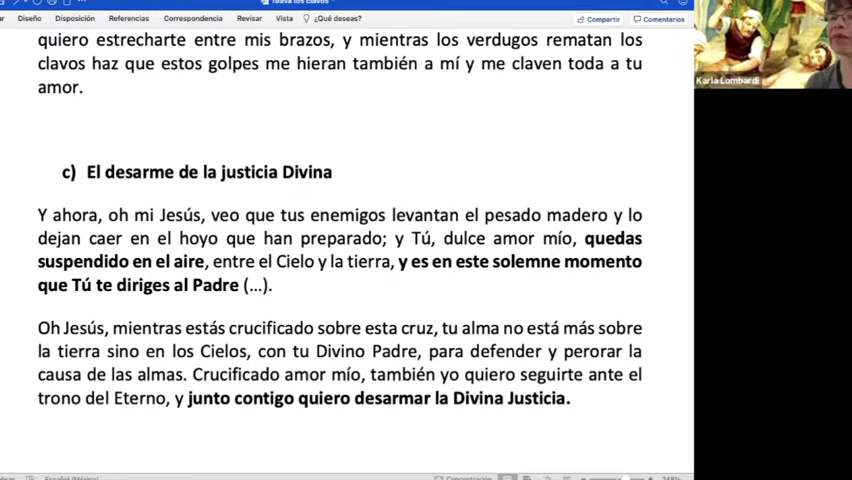 Diseño Disposición Referencias Correspondencia Revisar Vista ¿Qué deseas? Compartir Comentarios
Karla Lombardi
quiero estrecharte entre mis brazos, y mientras los verdugos rematan los
clavos haz que estos golpes me hieran también a mí y me claven toda a tu
amor.
c) El desarme de la justicia Divina
Y ahora, oh mi Jesús, veo que tus enemigos levantan el pesado madero y lo
dejan caer en el hoyo que han preparado; y Tú, dulce amor mío, quedas
suspendido en el aire, entre el Cielo y la tierra, y es en este solemne momento
que Tú te diriges al Padre (...).
Oh Jesús, mientras estás crucificado sobre esta cruz, tu alma no está más sobre
la tierra sino en los Cielos, con tu Divino Padre, para defender y perorar la
causa de las almas. Crucificado amor mío, también yo quiero seguirte ante el
trono del Eterno, y junto contigo quiero desarmar la Divina Justicia.